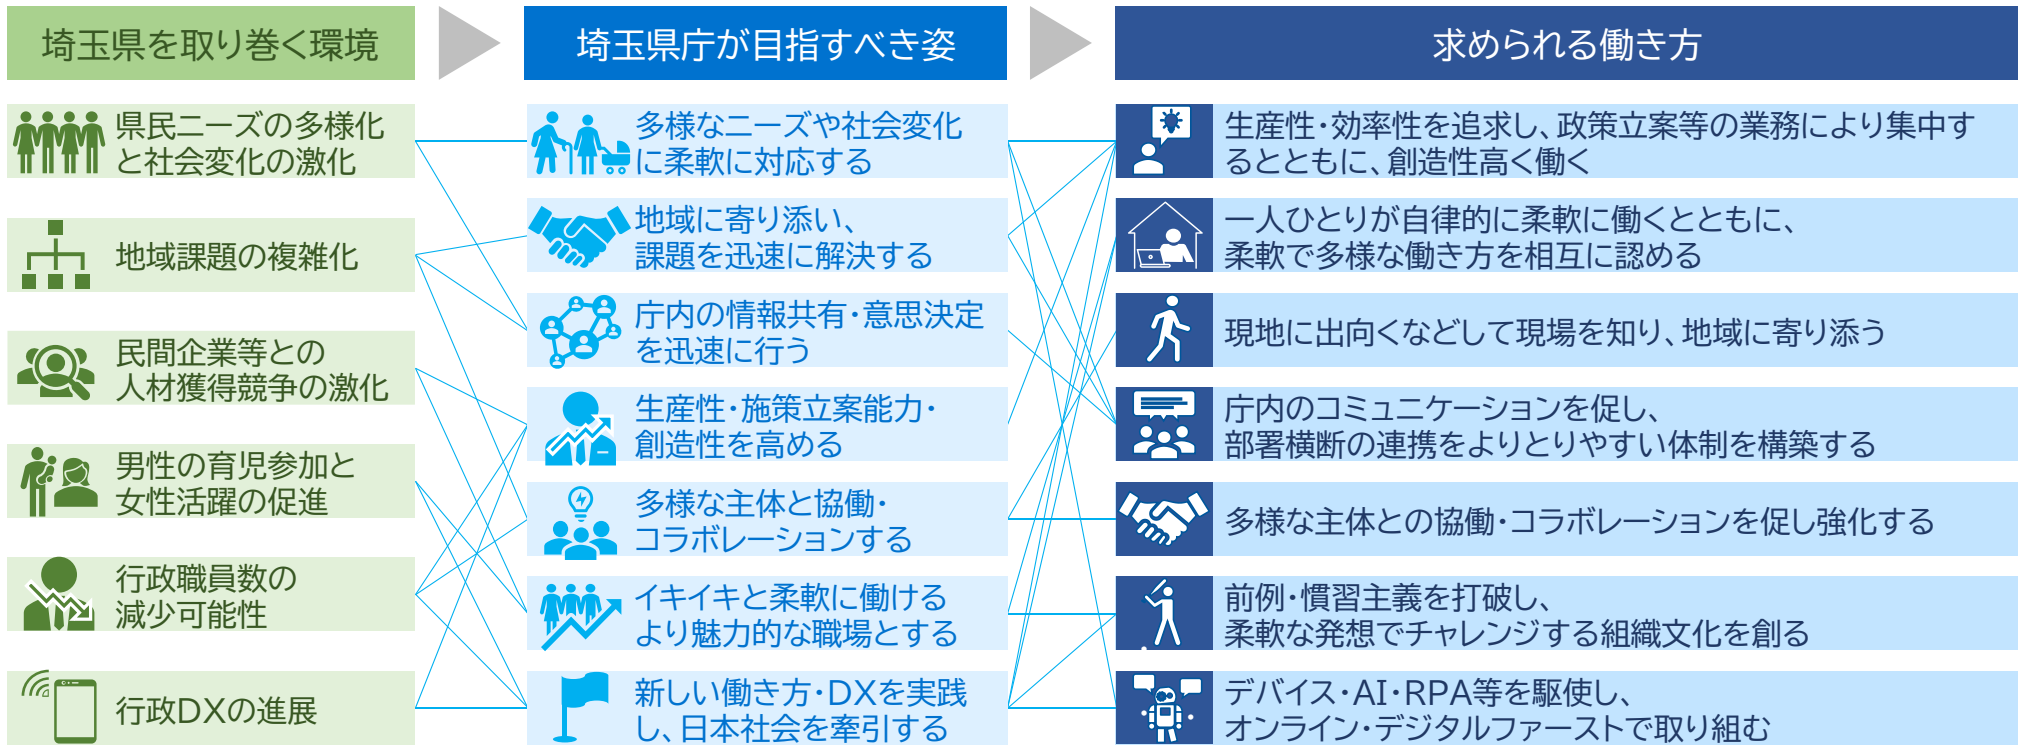 埼玉県を取り巻く環境
埼玉県庁が目指すべき姿
求められる働き方
県民ニーズの多様化
と社会変化の激化
地域課題の複雑化
民間企業等との
人材獲得競争の激化
男性の育児参加と
女性活躍の促進
行政職員数の
減少可能性
行政DXの進展
多様なニーズや社会変化
に柔軟に対応する
地域に寄り添い、
課題を迅速に解決する
庁内の情報共有・意思決定
を迅速に行う
生産性・施策立案能力・
創造性を高める
多様な主体と協働・
コラボレーションする
イキイキと柔軟に働ける
より魅力的な職場とする
新しい働き方・DXを実践
し、日本社会を牽引する
生産性・効率性を追求し、政策立案等の業務により集中す
るとともに、創造性高く働く
一人ひとりが自律的に柔軟に働くとともに、
柔軟で多様な働き方を相互に認める
現地に出向くなどして現場を知り、地域に寄り添う
庁内のコミュニケーションを促し、
部署横断の連携をよりとりやすい体制を構築する
多様な主体との協働・コラボレーションを促し強化する
前例・慣習主義を打破し、
柔軟な発想でチャレンジする組織文化を創る
デバイス・AI・RPA等を駆使し、
オンライン・デジタルファーストで取り組む